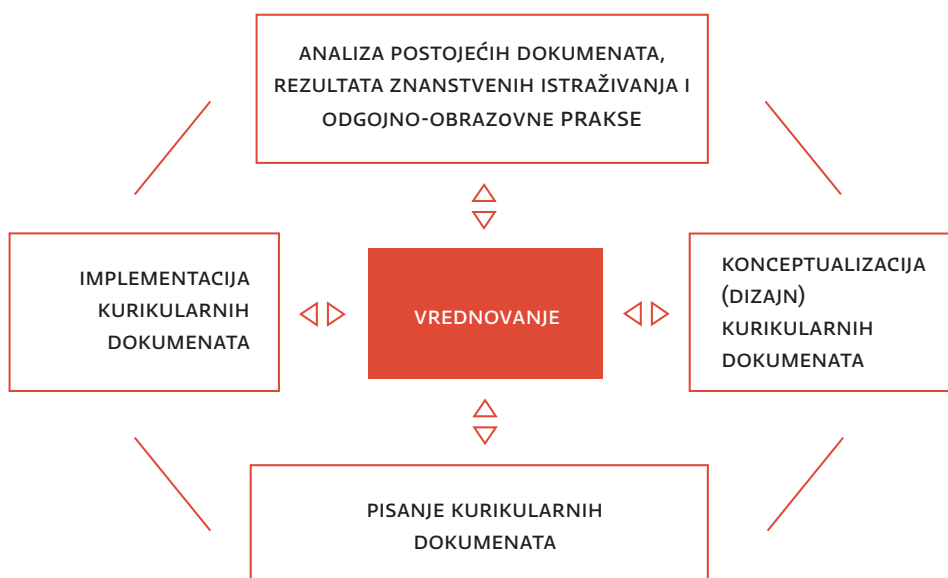 ANALIZA POSTOJEĆIH DOKUMENATA,
REZULTATA ZNANSTVENIH ISTRAŽIVANJA I
ODGOJNO-OBRAZOVNE PRAKSE
IMPLEMENTACIJA
KURIKULARNIH
DOKUMENATA
VREDNOVANJE
KONCEPTUALIZACIJA
(DIZAJN)
KURIKULARNIH
DOKUMENATA
PISANJE KURIKULARNIH
DOKUMENATA